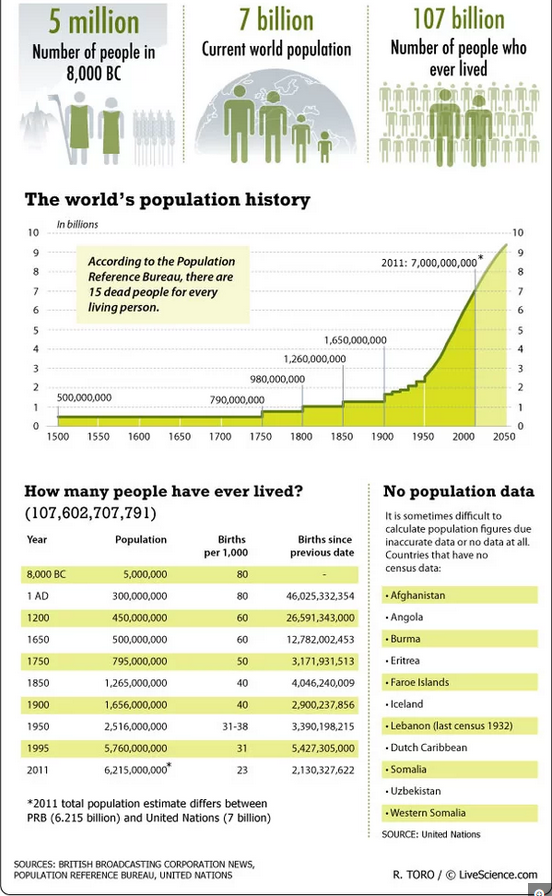 5 million
Number of people in
8,000 BC
7 billion
Current world population
107 billion
Number of people who
ever lived
The world's population history
In billions
10
9
8
7
6
5
4
3
2
1
0
10
9
8
7
6
5
4
3
2
1
0
According to the Population
Reference Bureau, there are
15 dead people for every
living person.
2011: 7,000,000,000*
1,650,000,000
1,260,000,000
980,000,000
790,000,000
500,000,000
1500 1550 1600 1650 1700 1750 1800 1850 1900 1950 2000 2050
How many people have ever lived?
(107,602,707,791)
Year Population Births per 1,000 Births since previous date
8,000 BC 5,000,000 80 -
1 AD 300,000,000 80 46,025,332,354
1200 450,000,000 60 26,591,343,000
1650 500,000,000 60 12,782,002,453
1750 795,000,000 50 3,171,931,513
1850 1,265,000,000 40 4,046,240,009
1900 1,656,000,000 40 2,900,237,856
1950 2,516,000,000 31-38 3,390,198,215
1995 5,760,000,000 31 5,427,305,000
2011 6,215,000,000* 23 2,130,327,622
*2011 total population estimate differs between
PRB (6.215 billion) and United Nations (7 billion)
No population data
It is sometimes difficult to
calculate population figures due
inaccurate data or no data at all.
Countries that have no
census data:
• Afghanistan
• Angola
• Burma
• Eritrea
• Faroe Islands
• Iceland
• Lebanon (last census 1932)
• Dutch Caribbean
• Somalia
• Uzbekistan
• Western Somalia
SOURCE: United Nations
SOURCES: BRITISH BROADCASTING CORPORATION NEWS,
POPULATION REFERENCE BUREAU, UNITED NATIONS
R. TORO / © LiveScience.com